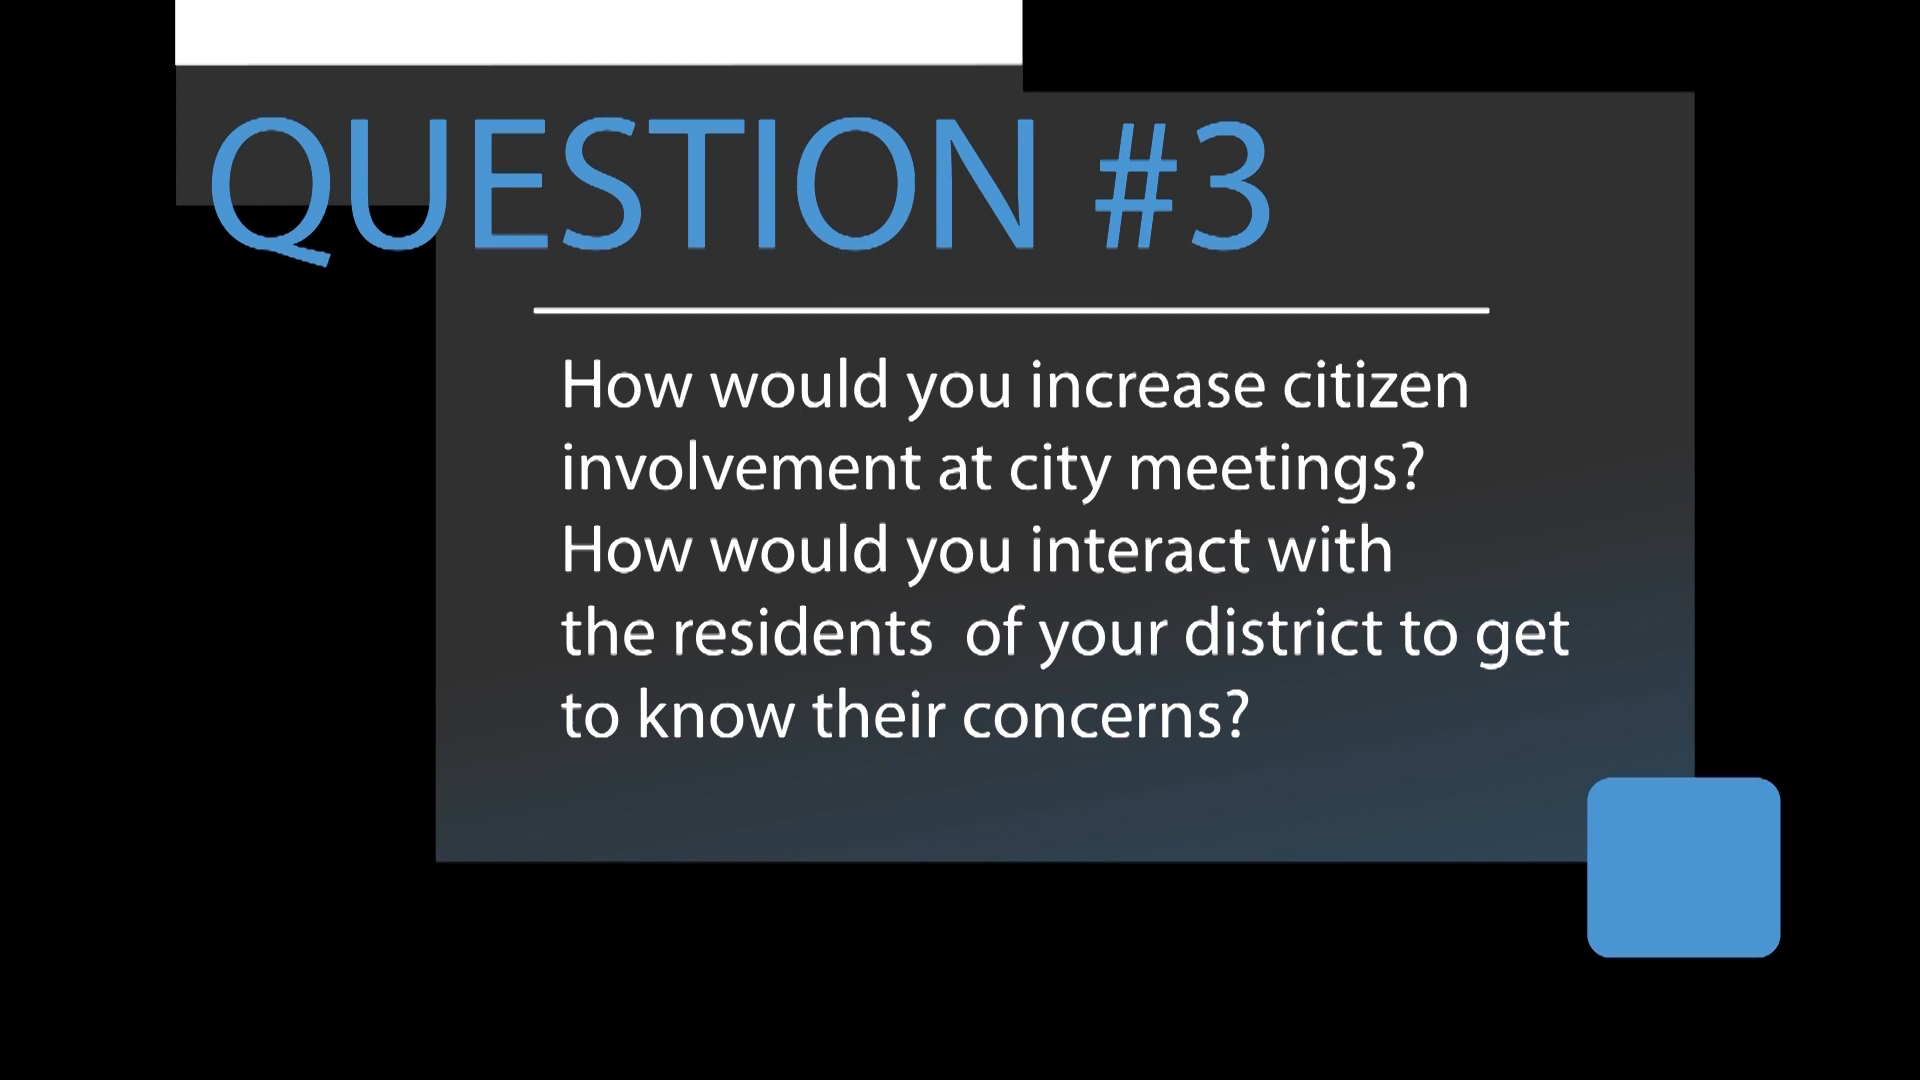 QUESTION #3
How would you increase citizen
involvement at city meetings?
How would you interact with
the residents  of your district to get
to know their concerns?